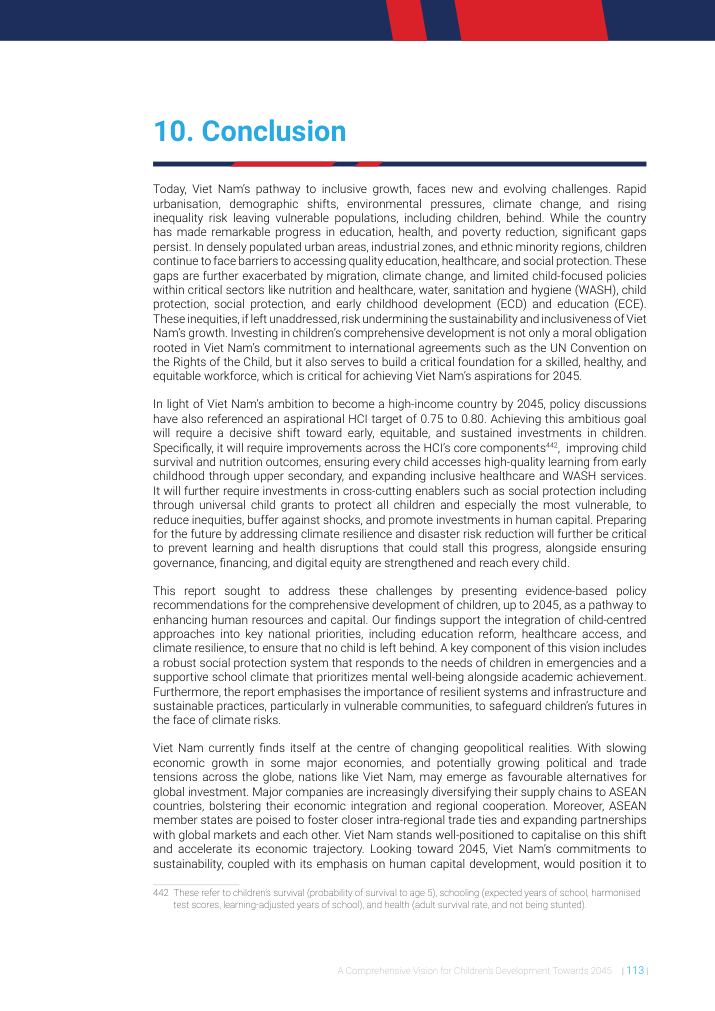 10. Conclusion
Today, Viet Nam's pathway to inclusive growth, faces new and evolving challenges. Rapid
urbanisation, demographic shifts, environmental pressures, climate change, and rising
inequality risk leaving vulnerable populations, including children, behind. While the country
has made remarkable progress in education, health, and poverty reduction, significant gaps
persist. In densely populated urban areas, industrial zones, and ethnic minority regions, children
continue to face barriers to accessing quality education, healthcare, and social protection. These
gaps are further exacerbated by migration, climate change, and limited child-focused policies
within critical sectors like nutrition and healthcare, water, sanitation and hygiene (WASH), child
protection, social protection, and early childhood development (ECD) and education (ECE).
These inequities, if left unaddressed, risk undermining the sustainability and inclusiveness of Viet
Nam's growth. Investing in children's comprehensive development is not only a moral obligation
rooted in Viet Nam's commitment to international agreements such as the UN Convention on
the Rights of the Child, but it also serves to build a critical foundation for a skilled, healthy, and
equitable workforce, which is critical for achieving Viet Nam's aspirations for 2045.
In light of Viet Nam's ambition to become a high-income country by 2045, policy discussions
have also referenced an aspirational HCI target of 0.75 to 0.80. Achieving this ambitious goal
will require a decisive shift toward early, equitable, and sustained investments in children.
Specifically, it will require improvements across the HCI's core components442, improving child
survival and nutrition outcomes, ensuring every child accesses high-quality learning from early
childhood through upper secondary, and expanding inclusive healthcare and WASH services.
It will further require investments in cross-cutting enablers such as social protection including
through universal child grants to protect all children and especially the most vulnerable, to
reduce inequities, buffer against shocks, and promote investments in human capital. Preparing
for the future by addressing climate resilience and disaster risk reduction will further be critical
to prevent learning and health disruptions that could stall this progress, alongside ensuring
governance, financing, and digital equity are strengthened and reach every child.
This report sought to address these challenges by presenting evidence-based policy
recommendations for the comprehensive development of children, up to 2045, as a pathway to
enhancing human resources and capital. Our findings support the integration of child-centred
approaches into key national priorities, including education reform, healthcare access, and
climate resilience, to ensure that no child is left behind. A key component of this vision includes
a robust social protection system that responds to the needs of children in emergencies and a
supportive school climate that prioritizes mental well-being alongside academic achievement.
Furthermore, the report emphasises the importance of resilient systems and infrastructure and
sustainable practices, particularly in vulnerable communities, to safeguard children's futures in
the face of climate risks.
Viet Nam currently finds itself at the centre of changing geopolitical realities. With slowing
economic growth in some major economies, and potentially growing political and trade
tensions across the globe, nations like Viet Nam, may emerge as favourable alternatives for
global investment. Major companies are increasingly diversifying their supply chains to ASEAN
countries, bolstering their economic integration and regional cooperation. Moreover, ASEAN
member states are poised to foster closer intra-regional trade ties and expanding partnerships
with global markets and each other. Viet Nam stands well-positioned to capitalise on this shift
and accelerate its economic trajectory. Looking toward 2045, Viet Nam's commitments to
sustainability, coupled with its emphasis on human capital development, would position it to
442 These refer to children's survival (probability of survival to age 5), schooling (expected years of school, harmonised
test scores, learning-adjusted years of school), and health (adult survival rate, and not being stunted).
A Comprehensive Vision for Children's Development Towards 2045 | 113 |